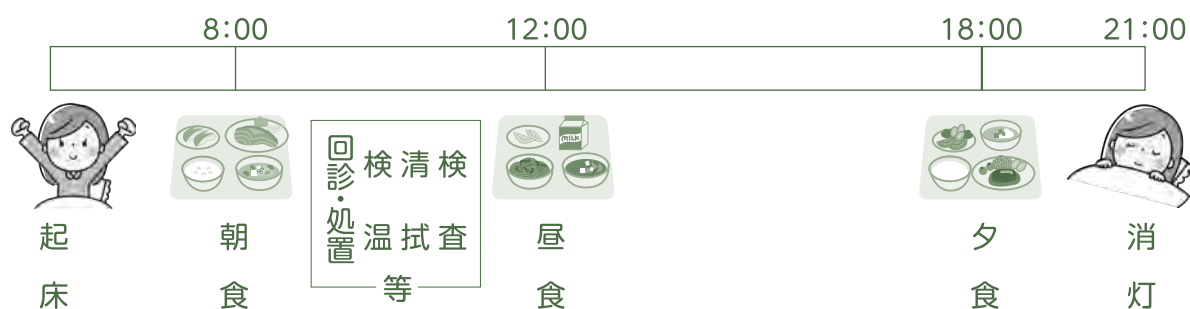 8:00
12:00
18:00
21:00
起床
朝食
検査
清拭
検温
回診・処置
等
昼食
MILK
夕食
消灯